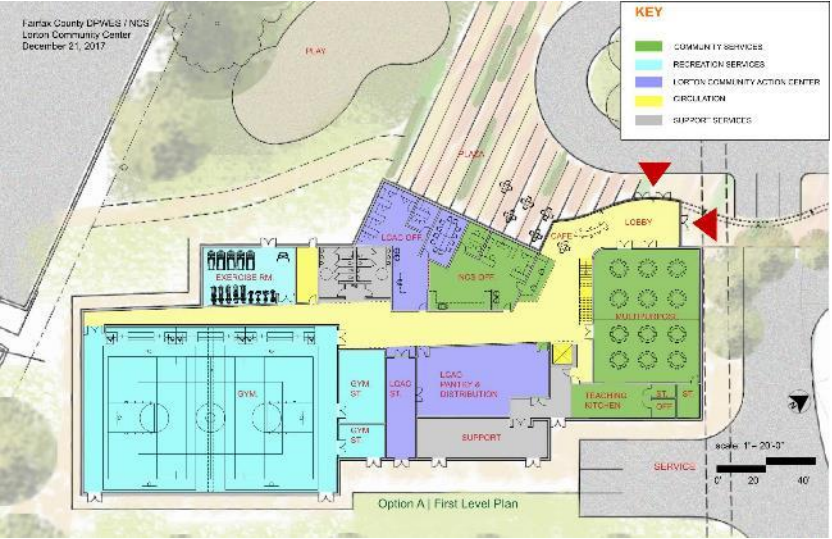 Fairfax County DPWES / NCS
Lorton Community Center
December 21, 2017
KEY
COMMUNITY SERVICES
RECREATION SERVICES
LORTON COMMUNITY ACTION CENTER
CIRCULATION
SUPPORT SERVICES
PLAY
PLAZA
CAFE
LOBBY
LCAC OFF.
NCS OFF.
EXERCISE RM.
MULTIPURPOSE
GYM.
GYM
ST.
LCAC
ST.
LCAC
PANTRY &
DISTRIBUTION
TEACHING
KITCHEN
ST.
OFF
ST.
GYM
ST.
SUPPORT
SERVICE
scale: 1" = 20'-0"
0'
20'
40'
Option A | First Level Plan